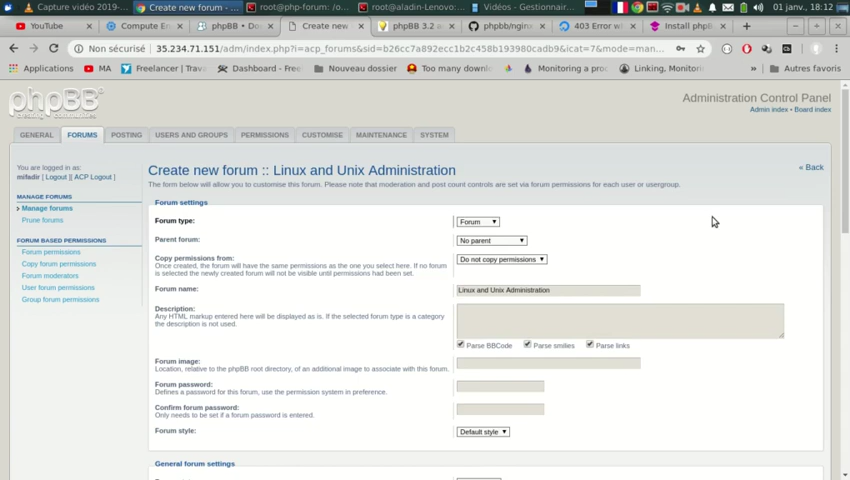 Capture vidéo 2019-...
Create new forum - ...
root@php-forum: /o...
root@aladin-Lenovo:
Vidéos - Gestionnair...
01 janv., 18:12
YouTube
Compute En
phpBB • Do
Create new
phpBB 3.2 a
phpbb/ngin
403 Error w
Install phpB
Non sécurisé
35.234.71.151/adm/index.php?i=acp_forums&sid=b26cc7a892ecc1b2c458b193980cadb9&icat=7&mode=man...
Applications
MA
Freelancer | Trava
Dashboard - Freel
Nouveau dossier
Too many downlo
Monitoring a proc
Linking, Monitori
»
Autres favoris
phpBB
creating communities
Administration Control Panel
Admin index • Board index
GENERAL
FORUMS
POSTING
USERS AND GROUPS
PERMISSIONS
CUSTOMISE
MAINTENANCE
SYSTEM
You are logged in as:
mifadir [ Logout ][ ACP Logout ]
MANAGE FORUMS
Manage forums
Prune forums
FORUM BASED PERMISSIONS
Forum permissions
Copy forum permissions
Forum moderators
User forum permissions
Group forum permissions
« Back
Create new forum :: Linux and Unix Administration
The form below will allow you to customise this forum. Please note that moderation and post count controls are set via forum permissions for each user or usergroup.
Forum settings
Forum type:
Forum
Parent forum:
No parent
Copy permissions from:
Once created, the forum will have the same permissions as the one you select here. If no forum
is selected the newly created forum will not be visible until permissions had been set.
Do not copy permissions
Forum name:
Linux and Unix Administration
Description:
Any HTML markup entered here will be displayed as is. If the selected forum type is a category
the description is not used.
Parse BBCode
Parse smilies
Parse links
Forum image:
Location, relative to the phpBB root directory, of an additional image to associate with this forum.
Forum password:
Defines a password for this forum, use the permission system in preference.
Confirm forum password:
Only needs to be set if a forum password is entered.
Forum style:
Default style
General forum settings